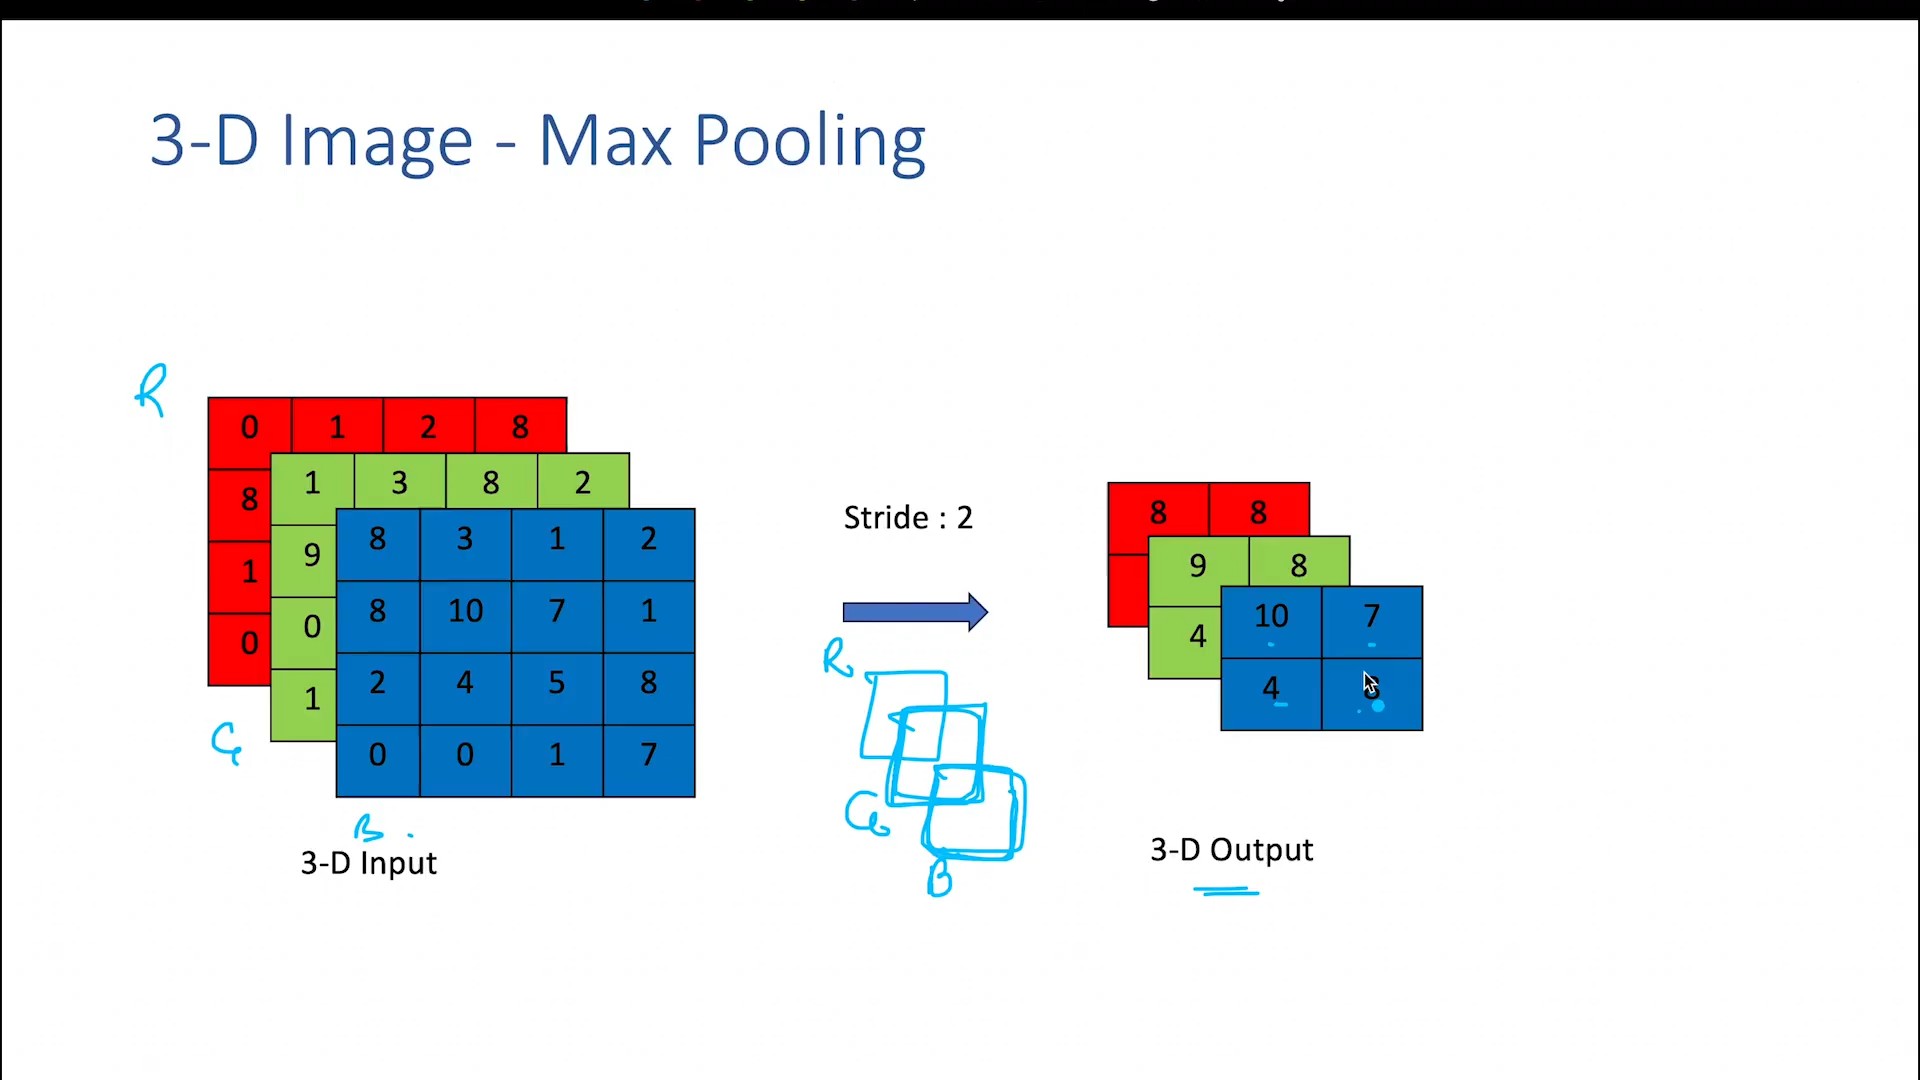 3-D Image - Max Pooling
R
0 1 2 8
8
1
0
1 3 8 2
9
0
1
8 3 1 2
8 10 7 1
2 4 5 8
0 0 1 7
G
B
3-D Input
Stride : 2
R
G
B
8 8
9 8
4
10 7
4 8
3-D Output